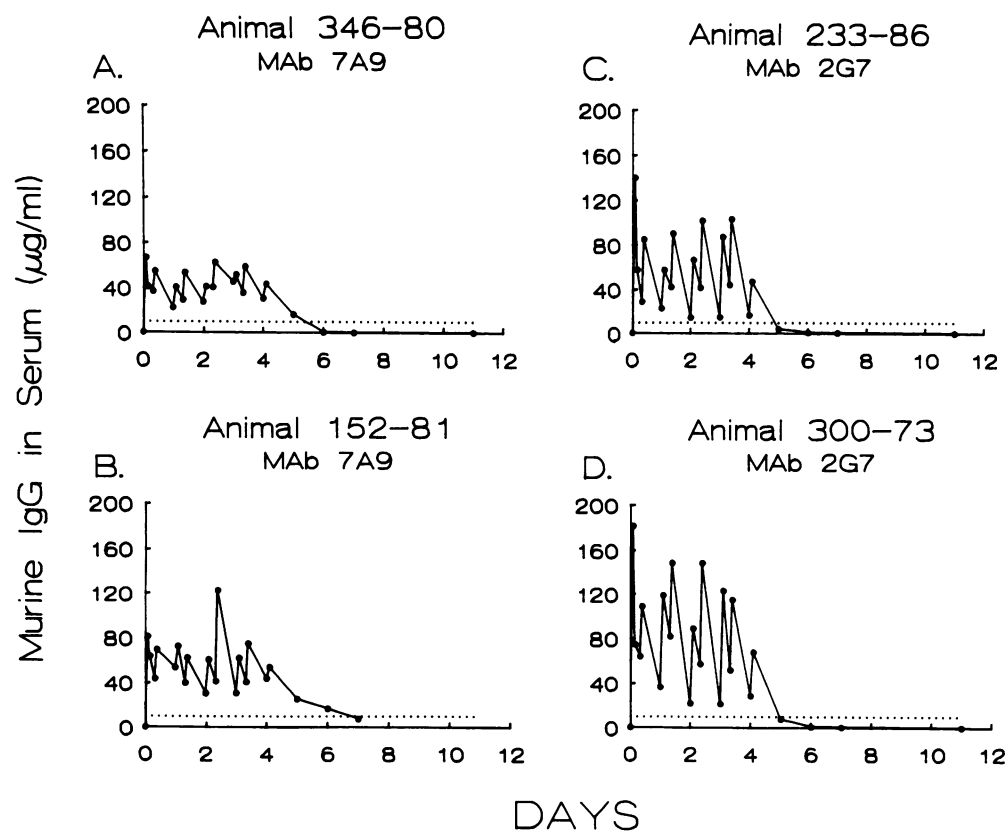 Animal 346-80
MAb 7A9
A.
200
160
120
80
40
0
0 2 4 6 8 10 12
Animal 233-86
MAb 2G7
C.
200
160
120
80
40
0
0 2 4 6 8 10 12
Murine IgG in Serum (µg/ml)
Animal 152-81
MAb 7A9
B.
200
160
120
80
40
0
0 2 4 6 8 10 12
Animal 300-73
MAb 2G7
D.
200
160
120
80
40
0
0 2 4 6 8 10 12
DAYS